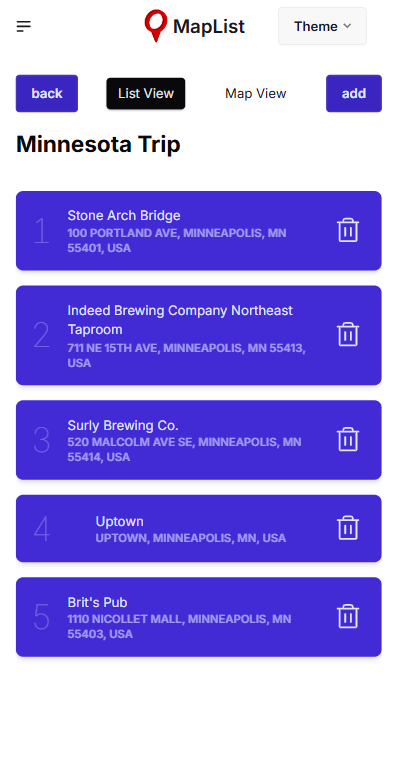 MapList
Theme
back
List View
Map View
add
Minnesota Trip
1
Stone Arch Bridge
100 PORTLAND AVE, MINNEAPOLIS, MN
55401, USA
2
Indeed Brewing Company Northeast
Taproom
711 NE 15TH AVE, MINNEAPOLIS, MN 55413,
USA
3
Surly Brewing Co.
520 MALCOLM AVE SE, MINNEAPOLIS, MN
55414, USA
4
Uptown
UPTOWN, MINNEAPOLIS, MN, USA
5
Brit's Pub
1110 NICOLLET MALL, MINNEAPOLIS, MN
55403, USA